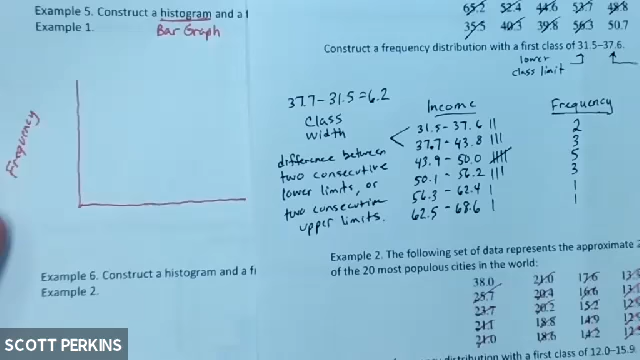 Example 5. Construct a histogram and a f
Example 1.
Bar Graph
Frequency
Example 6. Construct a histogram and a f
Example 2.
65.2 52.4 44.6 53.7 48.8
35.5 40.3 39.8 56.3 50.7
Construct a frequency distribution with a first class of 31.5–37.6.
lower
class limit
37.7 - 31.5 = 6.2
Class
Width
difference between
two consecutive
lower limits, or
two consecutive
upper limits.
Income Frequency
31.5 - 37.6 || 2
37.7 - 43.8 ||| 3
43.9 - 50.0 5
50.1 - 56.2 ||| 3
56.3 - 62.4 | 1
62.5 - 68.6 | 1
Example 2. The following set of data represents the approximate
of the 20 most populous cities in the world:
38.0 21.0 17.6 13.
25.7 20.4 16.6 13.
23.7 20.2 15.2 12.
21.1 18.8 14.9 12.
21.0 18.6 14.2 12.
distribution with a first class of 12.0–15.9
SCOTT PERKINS